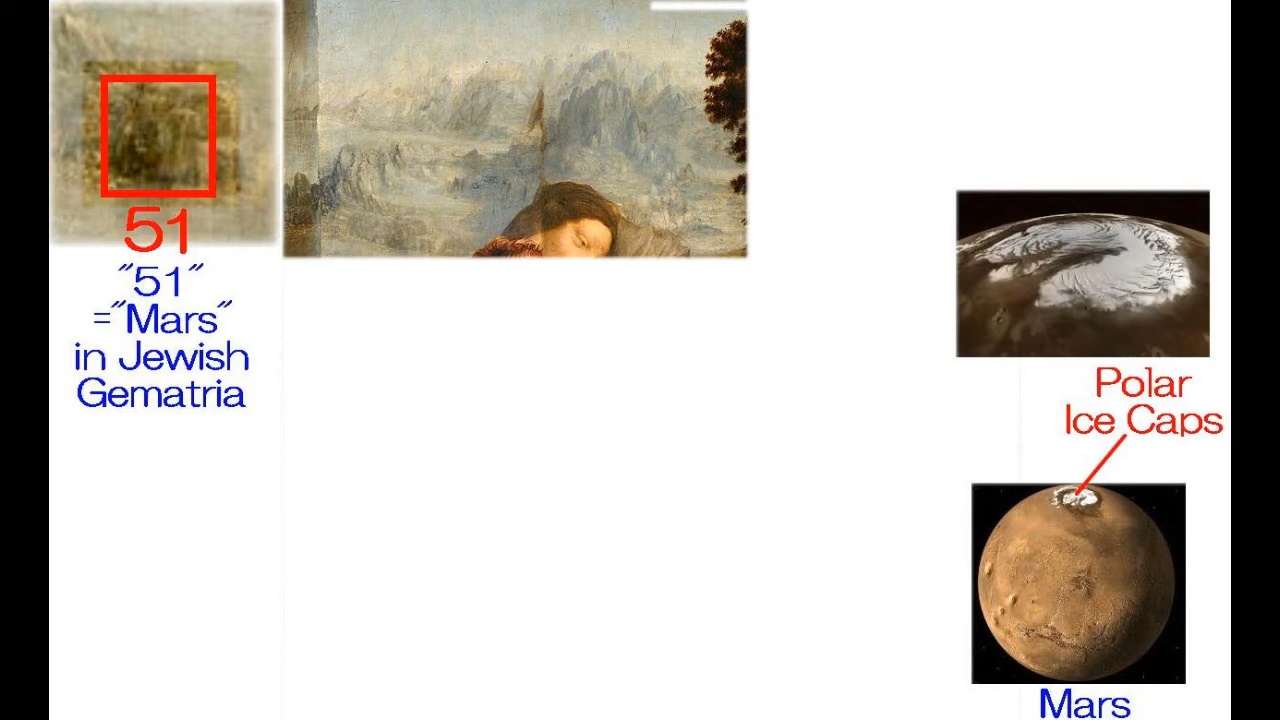 51
"51"
="Mars"
in Jewish
Gematria
Polar
Ice Caps
Mars